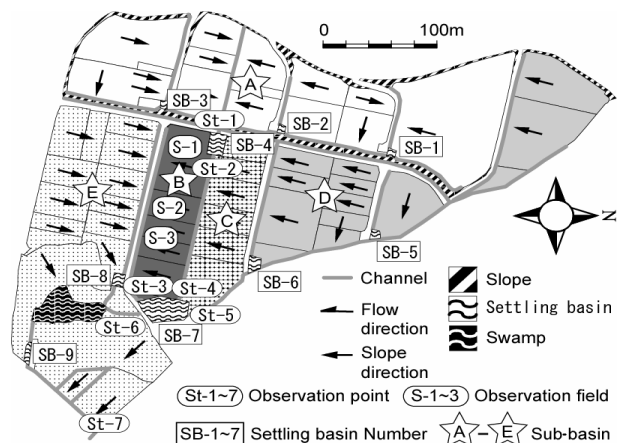 0 100m
A
SB-3
St-1
SB-2
SB-4
SB-1
S-1
St-2
B
E
D
S-2
C
S-3
N
SB-5
SB-8
SB-6
St-3 St-4
St-5
St-6
SB-7
SB-9
St-7
Channel
Flow
direction
Slope
direction
Slope
Settling basin
Swamp
St-1~7 Observation point S-1~3 Observation field
SB-1~7 Settling basin Number A – E Sub-basin